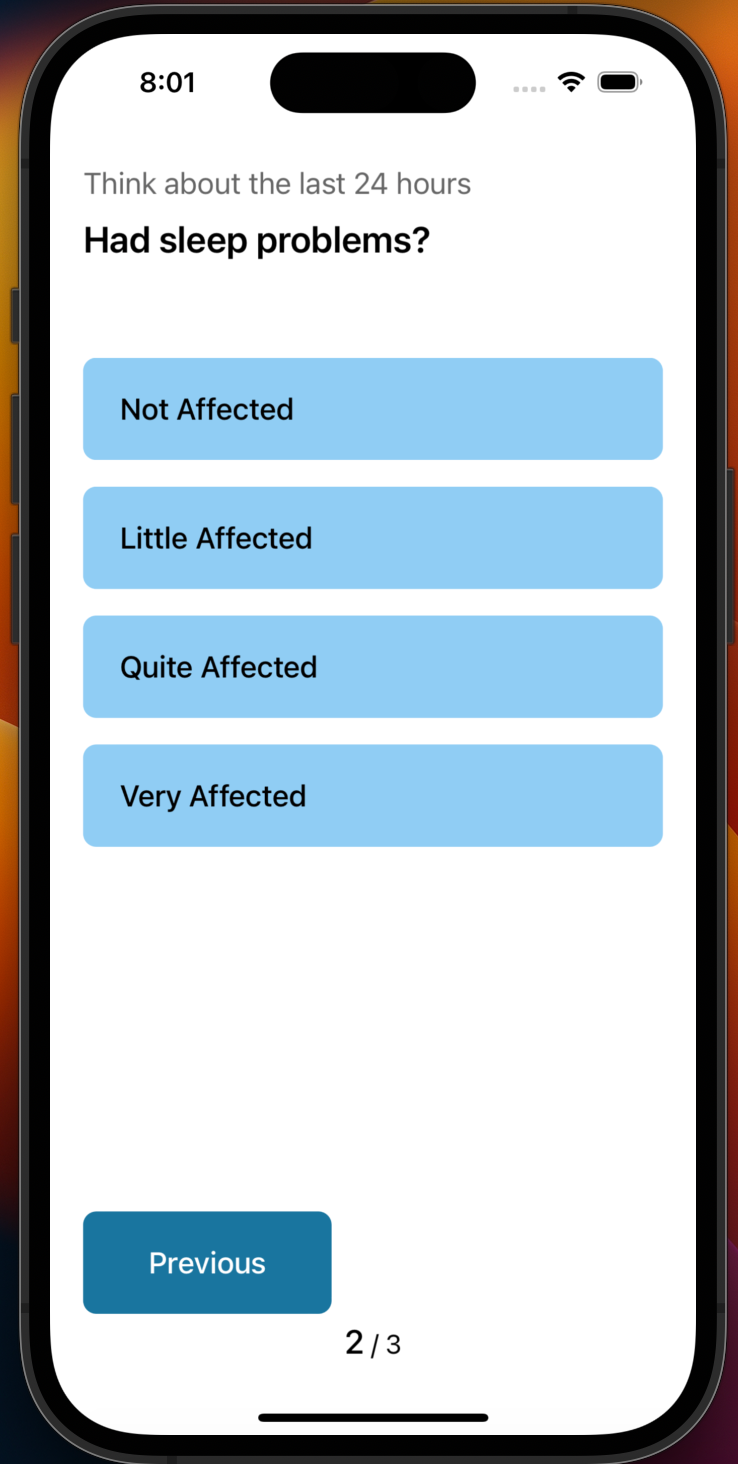 8:01
Think about the last 24 hours
Had sleep problems?
Not Affected
Little Affected
Quite Affected
Very Affected
Previous
2 / 3